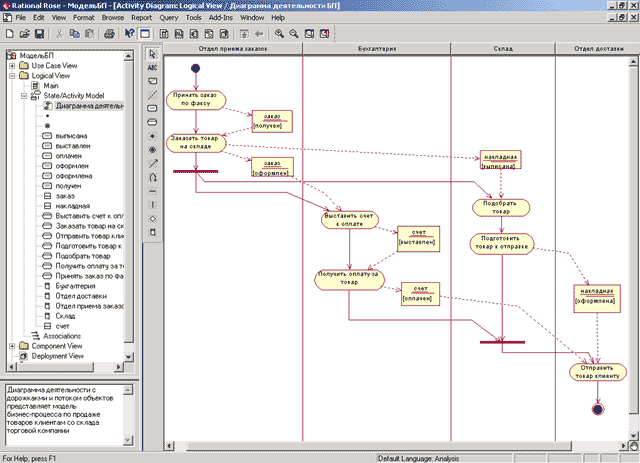 Rational Rose - МодельБП - [Activity Diagram: Logical View / Диаграмма деятельности БП]
File Edit View Format Browse Report Query Tools Add-Ins Window Help
МодельБП
Use Case View
Logical View
Main
State/Activity Model
Диаграмма деятельн
выписана
выставлен
оплачен
оформлен
оформлена
получен
заказ
накладная
Выставить счет к опл
Заказать товар на ск
Отправить товар кли
Подготовить товар к
Подобрать товар
Получить оплату за т
Принять заказ по фак
Бухгалтерия
Отдел доставки
Отдел приема заказо
Склад
счет
Associations
Component View
Deployment View
Диаграмма деятельности с
дорожкакми и потоком объектов
представляет модель
бизнес-процесса по продаже
товаров клиентам со склада
торговой компании
ABC
Отдел приема заказов
Бухгалтерия
Склад
Отдел доставки
Принять заказ
по факсу
заказ
[получен]
Заказать товар
на складе
заказ
[оформлен]
накладная
[выписана]
Подобрать
товар
Выставить счет
к оплате
счет
[выставлен]
Подготовить
товар к отправке
Получить оплату за
товар
счет
[оплачен]
накладная
[оформлена]
Отправить
товар клиенту
For Help, press F1
Default Language: Analysis